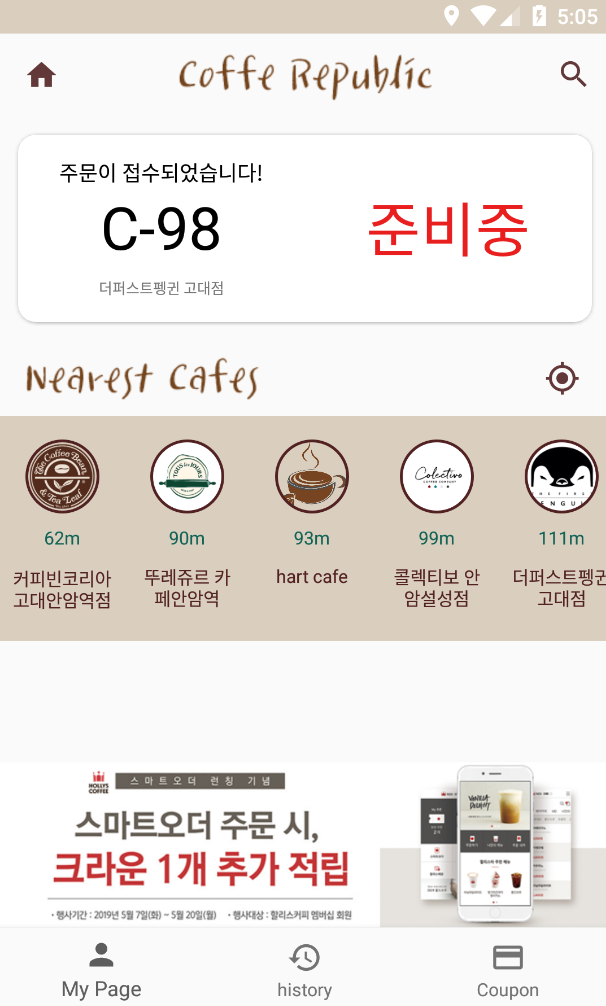 5:05
Coffe Republic
주문이 접수되었습니다!
C-98
준비중
더퍼스트펭귄 고대점
Nearest Cafes
The Coffee Bean
& Tea Leaf
TOUS les JOURS
Colectivo
COFFEE COMPANY
THE FIRS
ENGUI
62m
90m
93m
99m
111m
커피빈코리아
고대안암역점
뚜레쥬르 카
페안암역
hart cafe
콜렉티보 안
암설성점
더퍼스트펭귄
고대점
HOLLYS
COFFEE
스마트오더 런칭 기념
스마트오더 주문 시,
크라운 1개 추가 적립
• 행사기간 : 2019년 5월 7일(화) ~ 5월 20일(월) • 행사대상 : 할리스커피 멤버십 회원
VANILLA
DELIGHT
My Page
history
Coupon